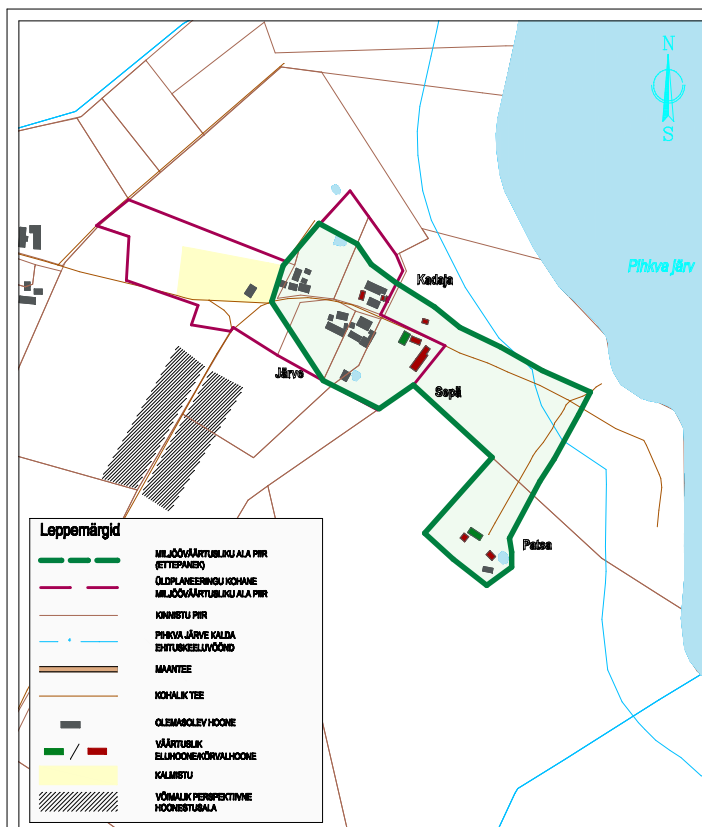 N
S
Pihkva järv
Kadaja
Järve
Sepä
Patsa
Leppemärgid
MILJÖÖVÄÄRTUSLIKU ALA PIIR
(ETTEPANEK)
ÜLDPLANEERINGU KOHANE
MILJÖÖVÄÄRTUSLIKU ALA PIIR
KINNISTU PIIR
PIHKVA JÄRVE KALDA
EHITUSKEELUVÖÖND
MAANTEE
KOHALIK TEE
OLEMASOLEV HOONE
VÄÄRTUSLIK
ELUHOONE/KÕRVALHOONE
KALMISTU
VÕIMALIK PERSPEKTIIVNE
HOONESTUSALA